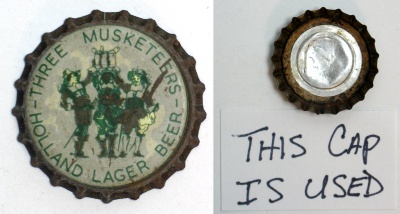 -THREE MUSKETEERS-
HOLLAND LAGER BEER
THIS CAP
IS USED